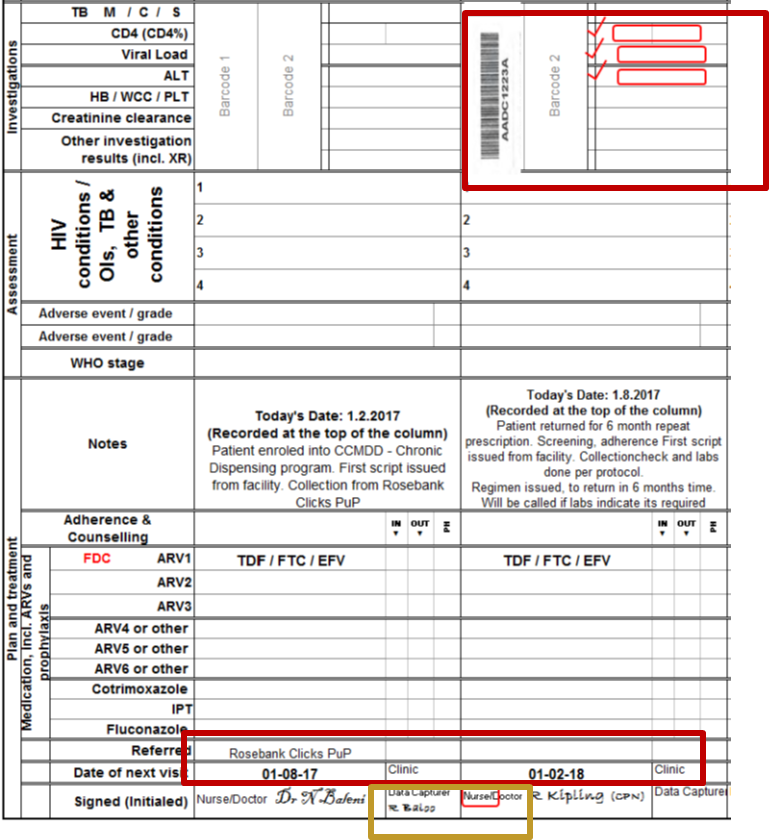 TB M / C / S
CD4 (CD4%)
Viral Load
ALT
HB / WCC / PLT
Creatinine clearance
Other investigation
results (incl. XR)
Investigations
Barcode 1
Barcode 2
AADC1223A
Barcode 2
Assessment
HIV
conditions /
OIs, TB &
other
conditions
1
2
3
4
2
3
4
Adverse event / grade
Adverse event / grade
WHO stage
Plan and treatment
Notes
Today's Date: 1.2.2017
(Recorded at the top of the column)
Patient enroled into CCMDD - Chronic
Dispensing program. First script issued
from facility. Collection from Rosebank
Clicks PuP
Today's Date: 1.8.2017
(Recorded at the top of the column)
Patient returned for 6 month repeat
prescription. Screening, adherence First script
issued from facility. Collectioncheck and labs
done per protocol.
Regimen issued, to return in 6 months time.
Will be called if labs indicate its required
Adherence &
Counselling
IN OUT PH
IN OUT PH
Medication, Incl. ARVs and
prophylaxis
FDC ARV1 TDF / FTC / EFV TDF / FTC / EFV
ARV2
ARV3
ARV4 or other
ARV5 or other
ARV6 or other
Cotrimoxazole
IPT
Fluconazole
Referred Rosebank Clicks PuP
Date of next visit 01-08-17 Clinic 01-02-18 Clinic
Signed (Initialed) Nurse/Doctor Dr N.Baleni Data Capturer Nurse/Doctor R Kipling (CPN) Data Capturer